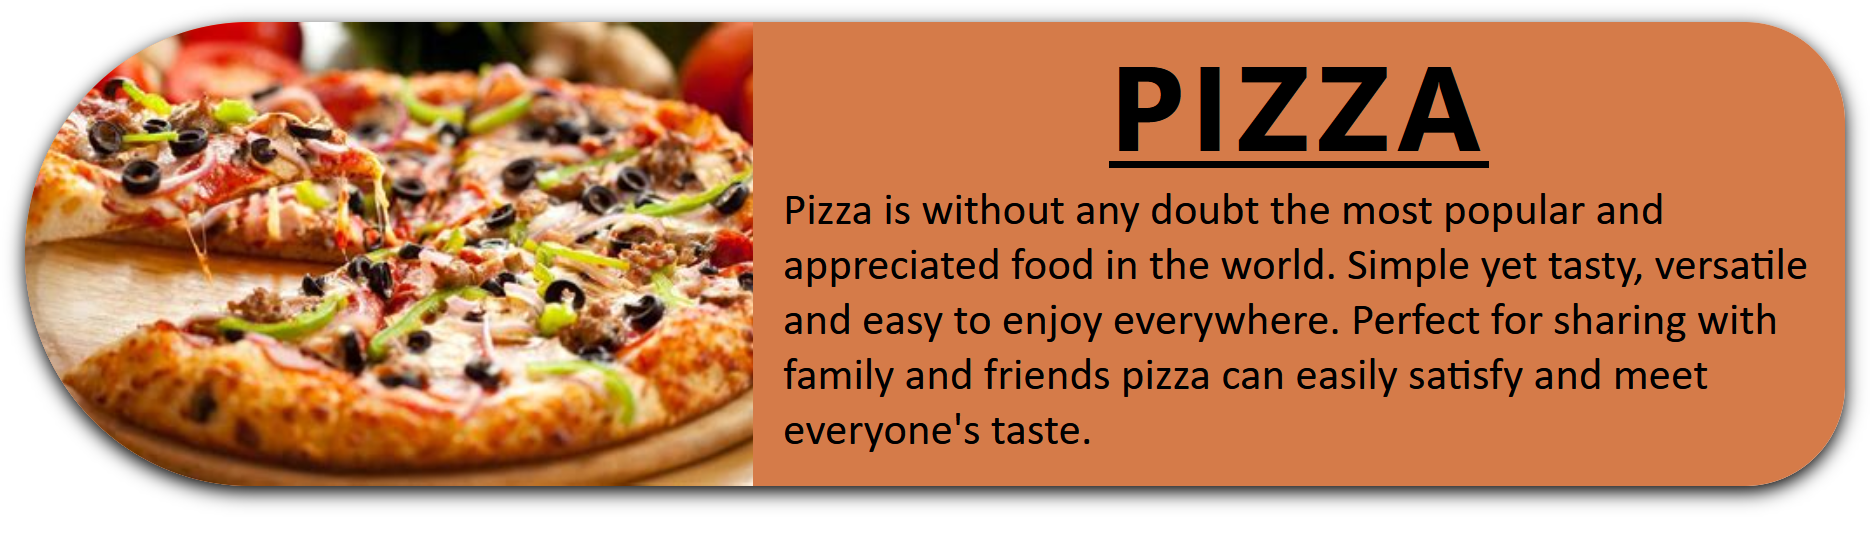 PIZZA
Pizza is without any doubt the most popular and
appreciated food in the world. Simple yet tasty, versatile
and easy to enjoy everywhere. Perfect for sharing with
family and friends pizza can easily satisfy and meet
everyone's taste.